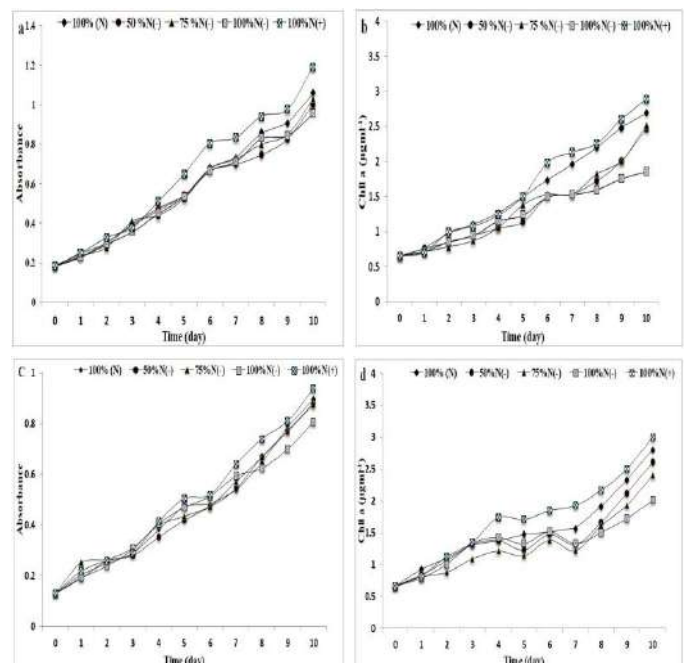 a
100% (N) 50 %N(-) 75 %N(-) 100%N(-) 100%N(+)
1.4
1.2
1
0.8
0.6
0.4
0.2
0
Absorbance
0 1 2 3 4 5 6 7 8 9 10
Time (day)
b
100% (N) 50 %N(-) 75 %N(-) 100%N(-) 100%N(+)
4
3.5
3
2.5
2
1.5
1
0.5
0
Chll a (µgml⁻¹)
0 1 2 3 4 5 6 7 8 9 10
Time (day)
c
100% (N) 50%N(-) 75%N(-) 100%N(-) 100%N(+)
1
0.8
0.6
0.4
0.2
0
Absorbance
0 1 2 3 4 5 6 7 8 9 10
Time (day)
d
100% (N) 50%N(-) 75%N(-) 100%N(-) 100%N(+)
4
3.5
3
2.5
2
1.5
1
0.5
0
Chll a (µgml⁻¹)
0 1 2 3 4 5 6 7 8 9 10
Time (day)